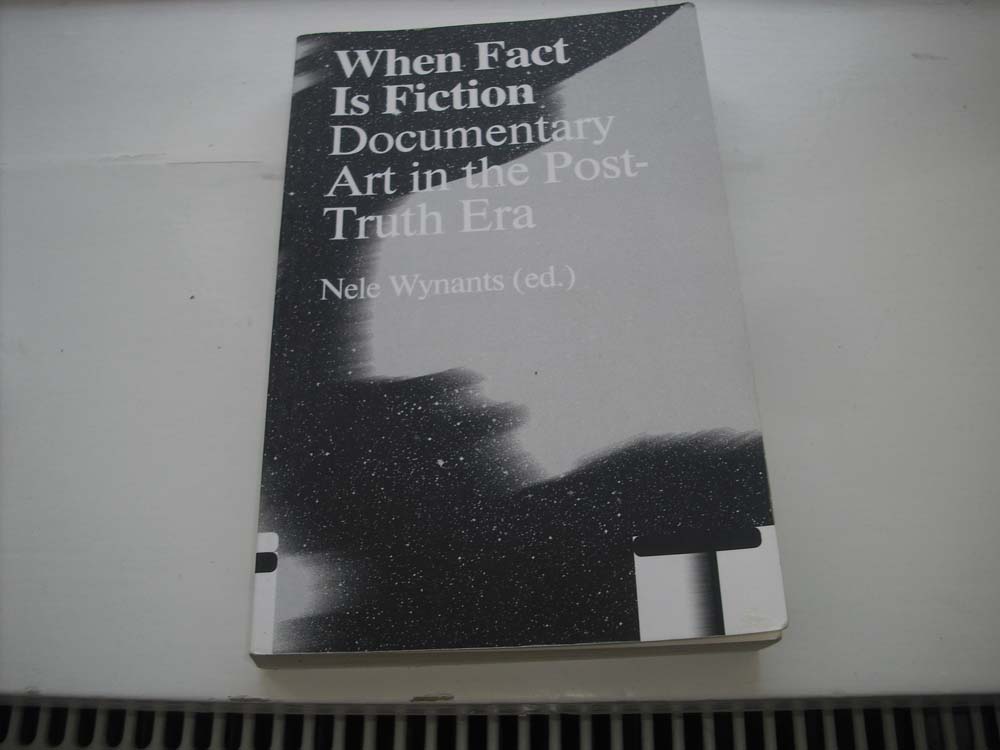 When Fact
Is Fiction
Documentary
Art in the Post-
Truth Era
Nele Wynants (ed.)